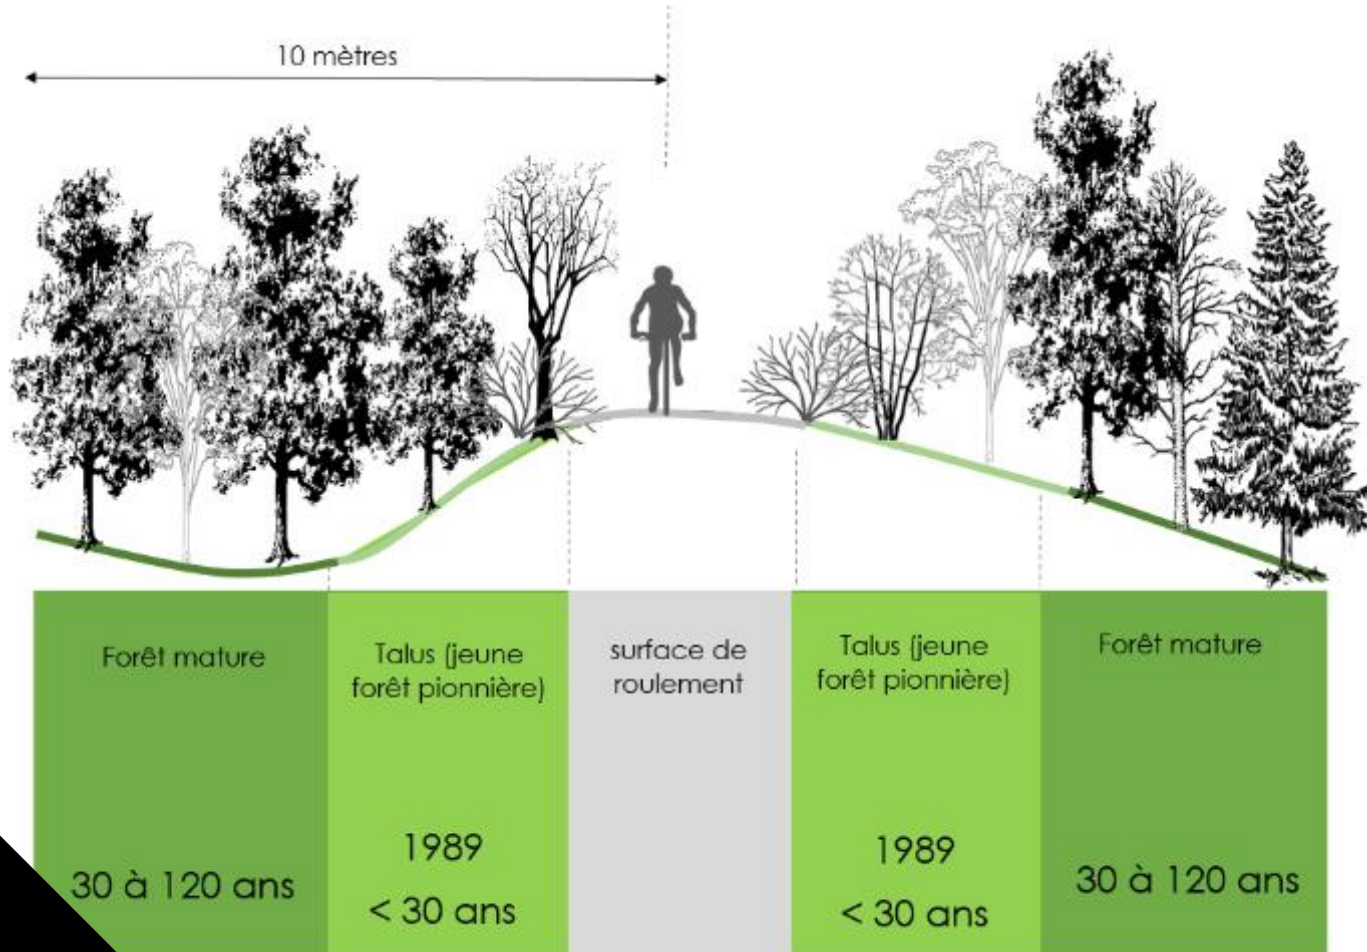 10 mètres
Forêt mature
30 à 120 ans
Talus (jeune
forêt pionnière)
1989
< 30 ans
surface de
roulement
Talus (jeune
forêt pionnière)
1989
< 30 ans
Forêt mature
30 à 120 ans